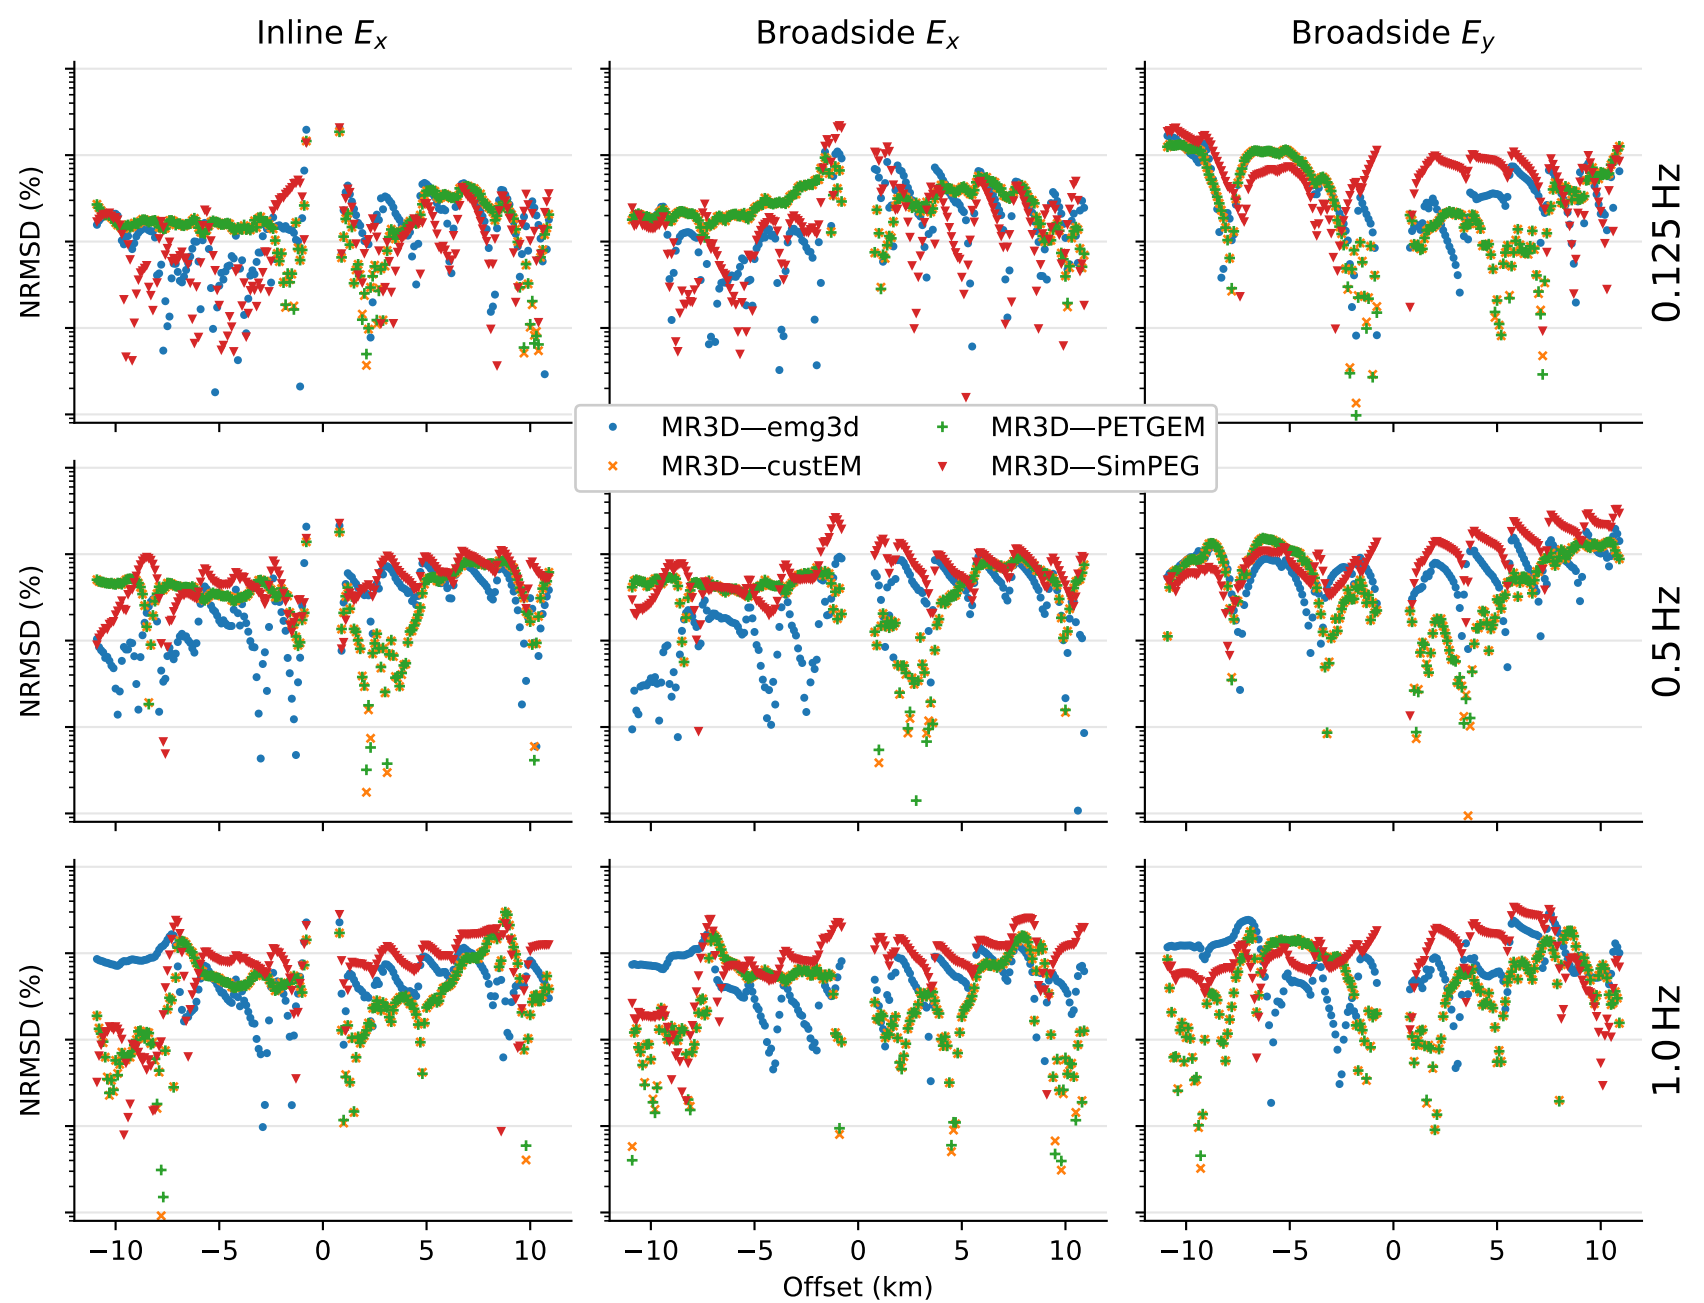 Inline Eₓ Broadside Eₓ Broadside E_y
NRMSD (%)
0.125 Hz
MR3D—emg3d MR3D—PETGEM
MR3D—custEM MR3D—SimPEG
NRMSD (%)
0.5 Hz
NRMSD (%)
1.0 Hz
−10 −5 0 5 10 −10 −5 0 5 10 −10 −5 0 5 10
Offset (km)